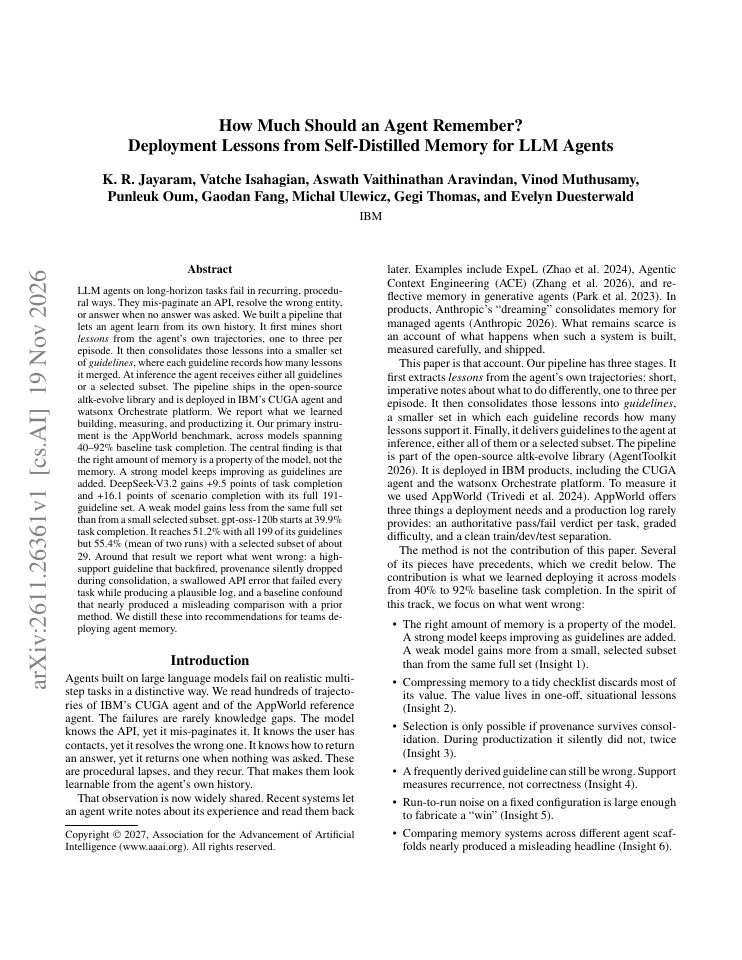 How Much Should an Agent Remember?
Deployment Lessons from Self-Distilled Memory for LLM Agents
K. R. Jayaram, Vatche Isahagian, Aswath Vaithinathan Aravindan, Vinod Muthusamy,
Punleuk Oum, Gaodan Fang, Michal Ulewicz, Gegi Thomas, and Evelyn Duesterwald
IBM
arXiv:2611.26361v1 [cs.AI] 19 Nov 2026
Abstract
LLM agents on long-horizon tasks fail in recurring, procedu-
ral ways. They mis-paginate an API, resolve the wrong entity,
or answer when no answer was asked. We built a pipeline that
lets an agent learn from its own history. It first mines short
lessons from the agent's own trajectories, one to three per
episode. It then consolidates those lessons into a smaller set
of guidelines, where each guideline records how many lessons
it merged. At inference the agent receives either all guidelines
or a selected subset. The pipeline ships in the open-source
altk-evolve library and is deployed in IBM's CUGA agent and
watsonx Orchestrate platform. We report what we learned
building, measuring, and productizing it. Our primary instru-
ment is the AppWorld benchmark, across models spanning
40–92% baseline task completion. The central finding is that
the right amount of memory is a property of the model, not the
memory. A strong model keeps improving as guidelines are
added. DeepSeek-V3.2 gains +9.5 points of task completion
and +16.1 points of scenario completion with its full 191-
guideline set. A weak model gains less from the same full set
than from a small selected subset. gpt-oss-120b starts at 39.9%
task completion. It reaches 51.2% with all 199 of its guidelines
but 55.4% (mean of two runs) with a selected subset of about
29. Around that result we report what went wrong: a high-
support guideline that backfired, provenance silently dropped
during consolidation, a swallowed API error that failed every
task while producing a plausible log, and a baseline confound
that nearly produced a misleading comparison with a prior
method. We distill these into recommendations for teams de-
ploying agent memory.
Introduction
Agents built on large language models fail on realistic multi-
step tasks in a distinctive way. We read hundreds of trajecto-
ries of IBM's CUGA agent and of the AppWorld reference
agent. The failures are rarely knowledge gaps. The model
knows the API, yet it mis-paginates it. It knows the user has
contacts, yet it resolves the wrong one. It knows how to return
an answer, yet it returns one when nothing was asked. These
are procedural lapses, and they recur. That makes them look
learnable from the agent's own history.
That observation is now widely shared. Recent systems let
an agent write notes about its experience and read them back
Copyright © 2027, Association for the Advancement of Artificial
Intelligence (www.aaai.org). All rights reserved.
later. Examples include ExpeL (Zhao et al. 2024), Agentic
Context Engineering (ACE) (Zhang et al. 2026), and re-
flective memory in generative agents (Park et al. 2023). In
products, Anthropic's “dreaming” consolidates memory for
managed agents (Anthropic 2026). What remains scarce is
an account of what happens when such a system is built,
measured carefully, and shipped.
This paper is that account. Our pipeline has three stages. It
first extracts lessons from the agent's own trajectories: short,
imperative notes about what to do differently, one to three per
episode. It then consolidates those lessons into guidelines,
a smaller set in which each guideline records how many
lessons support it. Finally, it delivers guidelines to the agent at
inference, either all of them or a selected subset. The pipeline
is part of the open-source altk-evolve library (AgentToolkit
2026). It is deployed in IBM products, including the CUGA
agent and the watsonx Orchestrate platform. To measure it
we used AppWorld (Trivedi et al. 2024). AppWorld offers
three things a deployment needs and a production log rarely
provides: an authoritative pass/fail verdict per task, graded
difficulty, and a clean train/dev/test separation.
The method is not the contribution of this paper. Several
of its pieces have precedents, which we credit below. The
contribution is what we learned deploying it across models
from 40% to 92% baseline task completion. In the spirit of
this track, we focus on what went wrong:
• The right amount of memory is a property of the model.
A strong model keeps improving as guidelines are added.
A weak model gains more from a small, selected subset
than from the same full set (Insight 1).
• Compressing memory to a tidy checklist discards most of
its value. The value lives in one-off, situational lessons
(Insight 2).
• Selection is only possible if provenance survives consol-
idation. During productization it silently did not, twice
(Insight 3).
• A frequently derived guideline can still be wrong. Support
measures recurrence, not correctness (Insight 4).
• Run-to-run noise on a fixed configuration is large enough
to fabricate a “win” (Insight 5).
• Comparing memory systems across different agent scaf-
folds nearly produced a misleading headline (Insight 6).